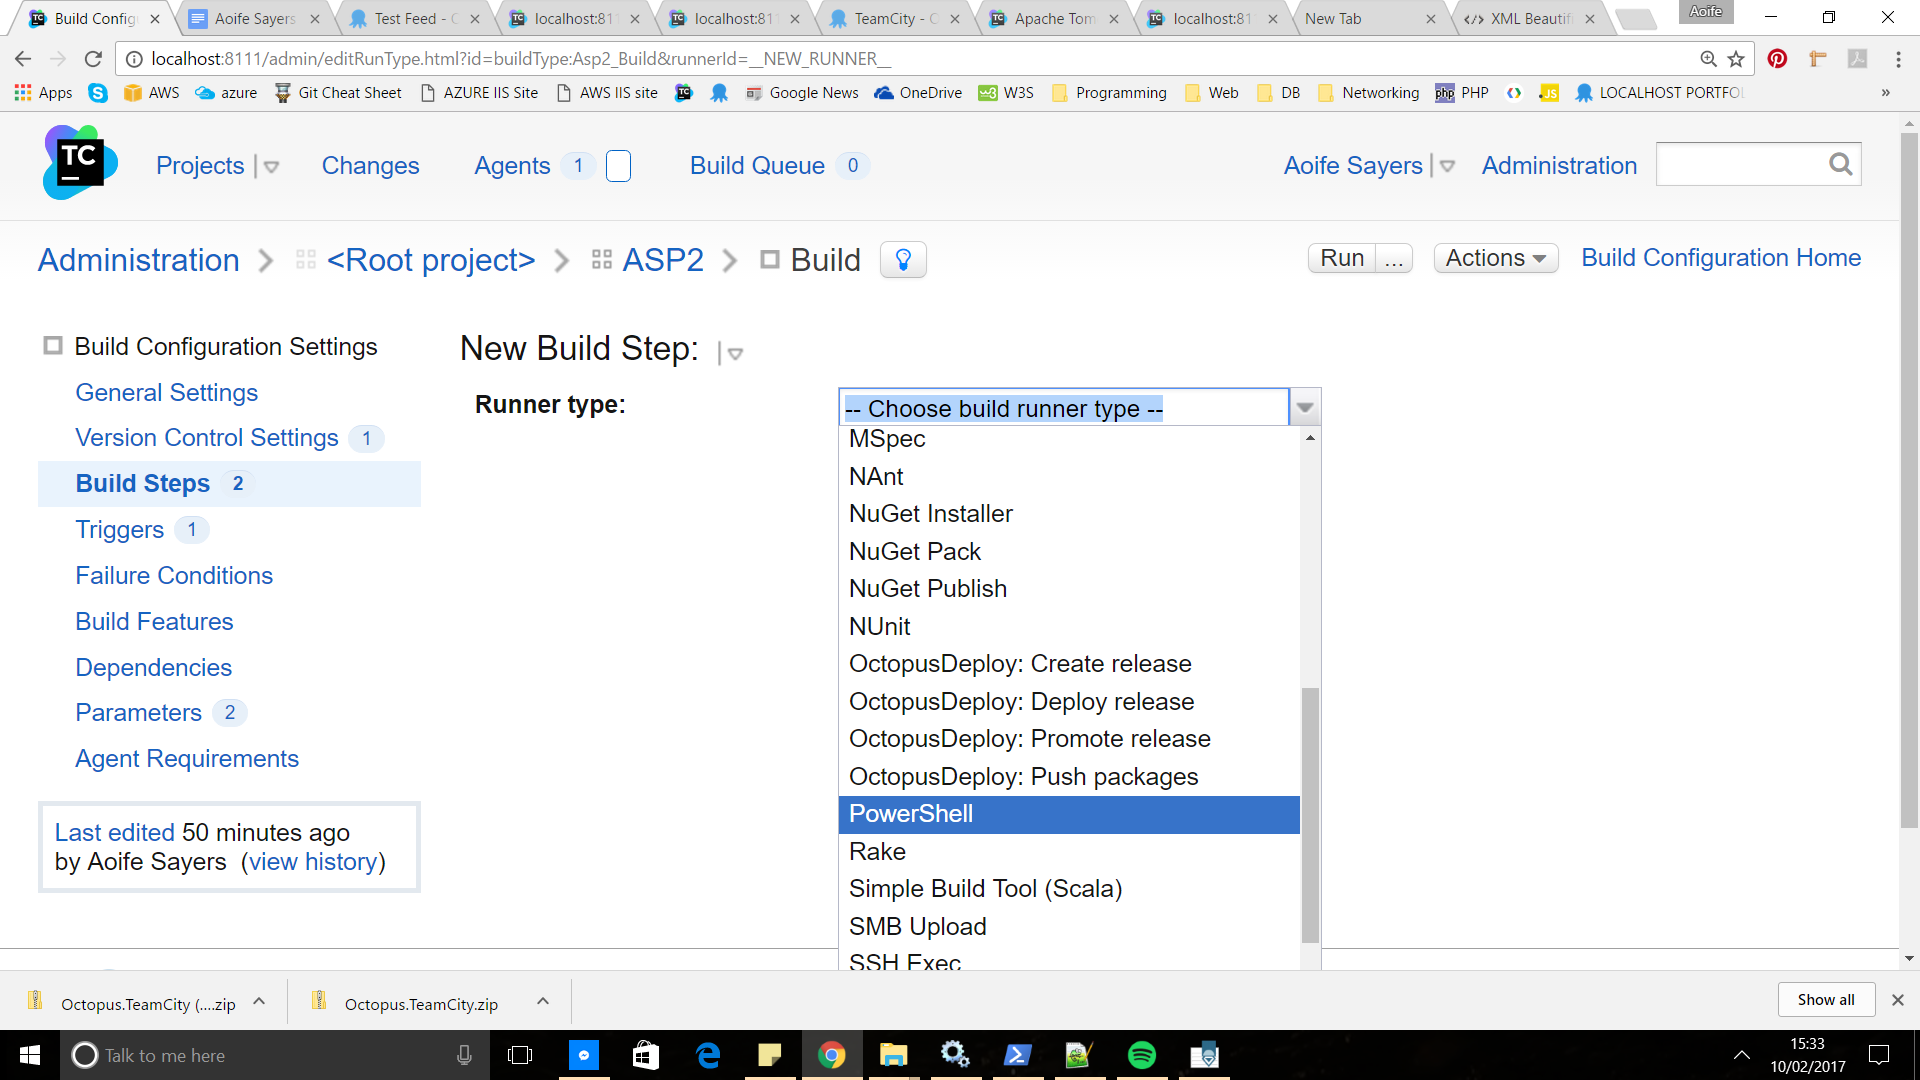 Build Config
Aoife Sayers
Test Feed - C
localhost:811
localhost:811
TeamCity - C
Apache Tom
localhost:81
New Tab
XML Beautifi
Aoife
localhost:8111/admin/editRunType.html?id=buildType:Asp2_Build&runnerId=__NEW_RUNNER__
Apps
AWS
azure
Git Cheat Sheet
AZURE IIS Site
AWS IIS site
Google News
OneDrive
W3S
Programming
Web
DB
Networking
php PHP
JS
LOCALHOST PORTFOL
»
TC
Projects
Changes
Agents 1
Build Queue 0
Aoife Sayers
Administration
Administration
<Root project>
ASP2
Build
Run ...
Actions
Build Configuration Home
Build Configuration Settings
General Settings
Version Control Settings 1
Build Steps 2
Triggers 1
Failure Conditions
Build Features
Dependencies
Parameters 2
Agent Requirements
Last edited 50 minutes ago
by Aoife Sayers (view history)
New Build Step:
Runner type:
-- Choose build runner type --
MSpec
NAnt
NuGet Installer
NuGet Pack
NuGet Publish
NUnit
OctopusDeploy: Create release
OctopusDeploy: Deploy release
OctopusDeploy: Promote release
OctopusDeploy: Push packages
PowerShell
Rake
Simple Build Tool (Scala)
SMB Upload
SSH Exec
Octopus.TeamCity (....zip
Octopus.TeamCity.zip
Show all
Talk to me here
15:33
10/02/2017